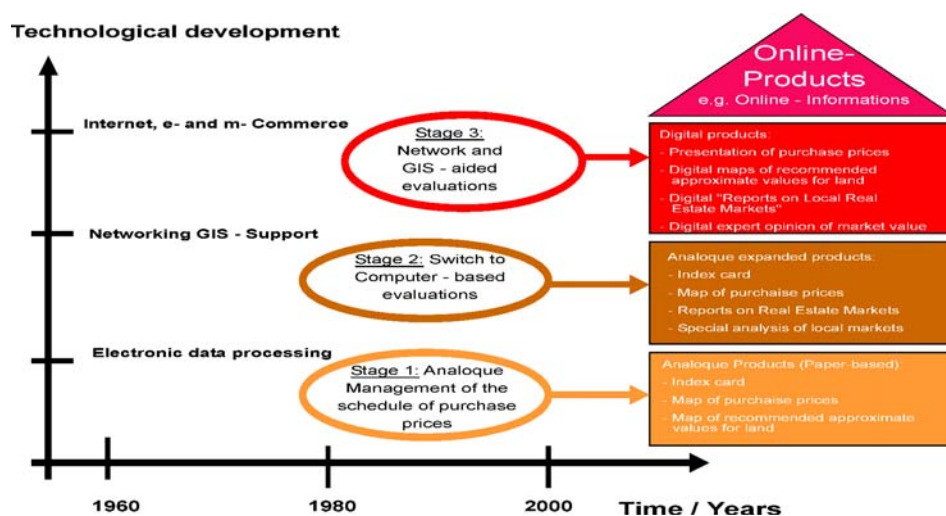 Technological development
Internet, e- and m- Commerce
Networking GIS - Support
Electronic data processing
Stage 3:
Network and
GIS - aided
evaluations
Stage 2: Switch to
Computer - based
evaluations
Stage 1: Analoque
Management of the
schedule of purchase
prices
Online-
Products
e.g. Online - Informations
Digital products:
- Presentation of purchase prices
- Digital maps of recommended
approximate values for land
- Digital "Reports on Local Real
Estate Markets"
- Digital expert opinion of market value
Analoque expanded products:
- Index card
- Map of purchaise prices
- Reports on Real Estate Markets
- Special analysis of local markets
Analoque Products (Paper-based):
- Index card
- Map of purchaise prices
- Map of recommended approximate
values for land
1960
1980
2000
Time / Years